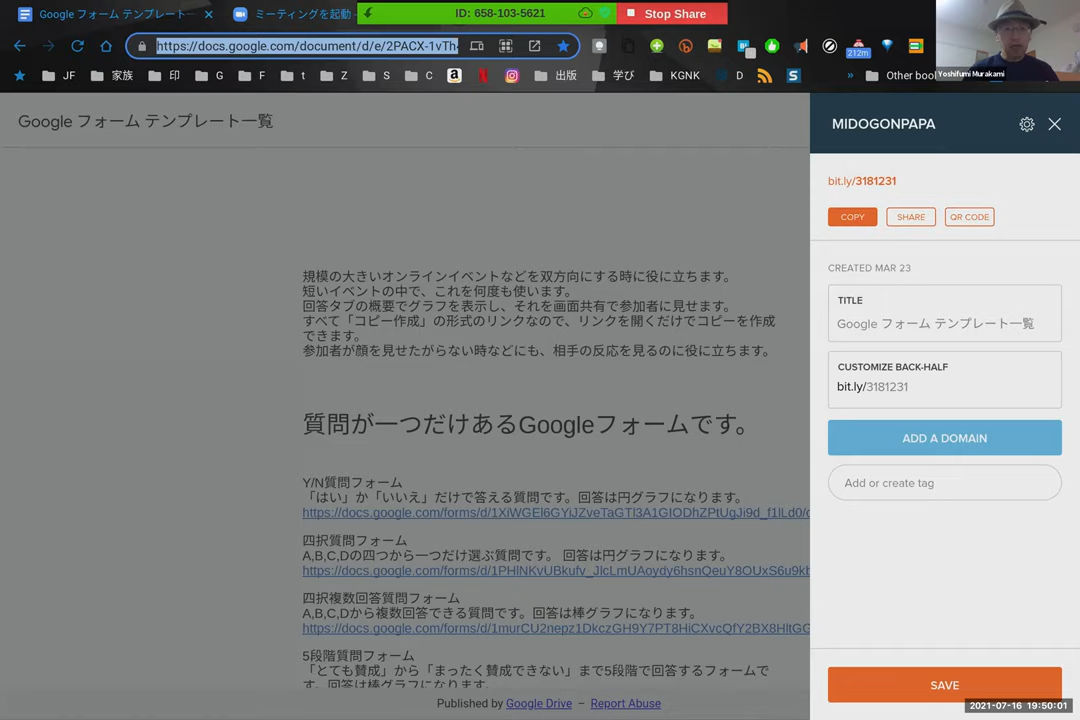 Google フォーム テンプレート一覧
ミーティングを起動
ID: 658-103-5621
Stop Share
https://docs.google.com/document/d/e/2PACX-1vTh
212m
JF
家族
印
G
F
t
Z
S
C
a
出版
学び
KGNK
D
S
»
Other bool
Yoshifumi Murakami
Google フォーム テンプレート一覧
規模の大きいオンラインイベントなどを双方向にする時に役に立ちます。
短いイベントの中で、これを何度も使います。
回答タブの概要でグラフを表示し、それを画面共有で参加者に見せます。
すべて「コピー作成」の形式のリンクなので、リンクを開くだけでコピーを作成
できます。
参加者が顔を見せたがらない時などにも、相手の反応を見るのに役に立ちます。
質問が一つだけあるGoogleフォームです。
Y/N質問フォーム
「はい」か「いいえ」だけで答える質問です。回答は円グラフになります。
https://docs.google.com/forms/d/1XiWGEl6GYiJZveTaGTl3A1GIODhZPtUgJi9d_f1lLd0/c
四択質問フォーム
A,B,C,Dの四つから一つだけ選ぶ質問です。 回答は円グラフになります。
https://docs.google.com/forms/d/1PHlNKvUBkufv_JlcLmUAoydy6hsnQeuY8OUxS6u9kb
四択複数回答質問フォーム
A,B,C,Dから複数回答できる質問です。回答は棒グラフになります。
https://docs.google.com/forms/d/1murCU2nepz1DkczGH9Y7PT8HiCXvcQfY2BX8HltGG
5段階質問フォーム
「とても賛成」から「まったく賛成できない」まで5段階で回答するフォームで
す。回答は棒グラフになります。
Published by Google Drive – Report Abuse
MIDOGONPAPA
bit.ly/3181231
COPY
SHARE
QR CODE
CREATED MAR 23
TITLE
Google フォーム テンプレート一覧
CUSTOMIZE BACK-HALF
bit.ly/3181231
ADD A DOMAIN
Add or create tag
SAVE
2021-07-16 19:50:01